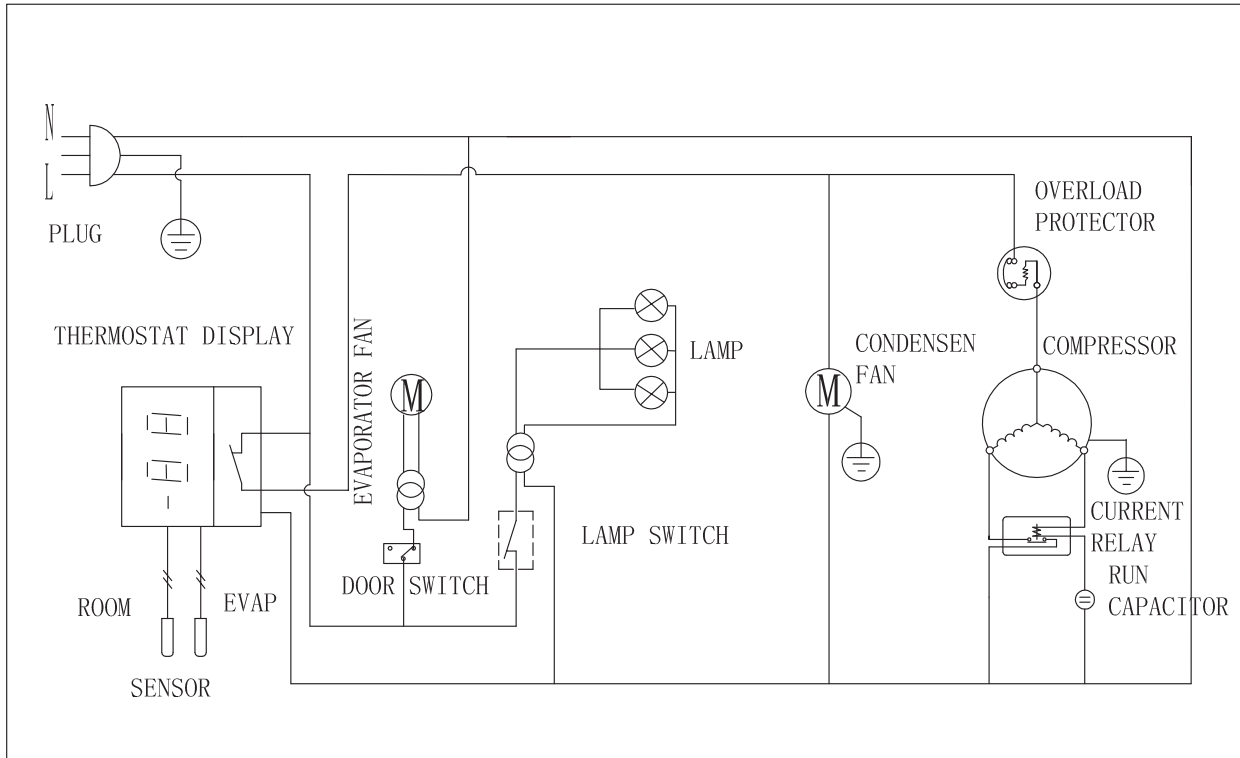 N
L
PLUG
OVERLOAD
PROTECTOR
THERMOSTAT DISPLAY
EVAPORATOR FAN
M
LAMP
M
CONDENSEN
FAN
COMPRESSOR
LAMP SWITCH
DOOR SWITCH
CURRENT
RELAY
RUN
CAPACITOR
ROOM
EVAP
SENSOR